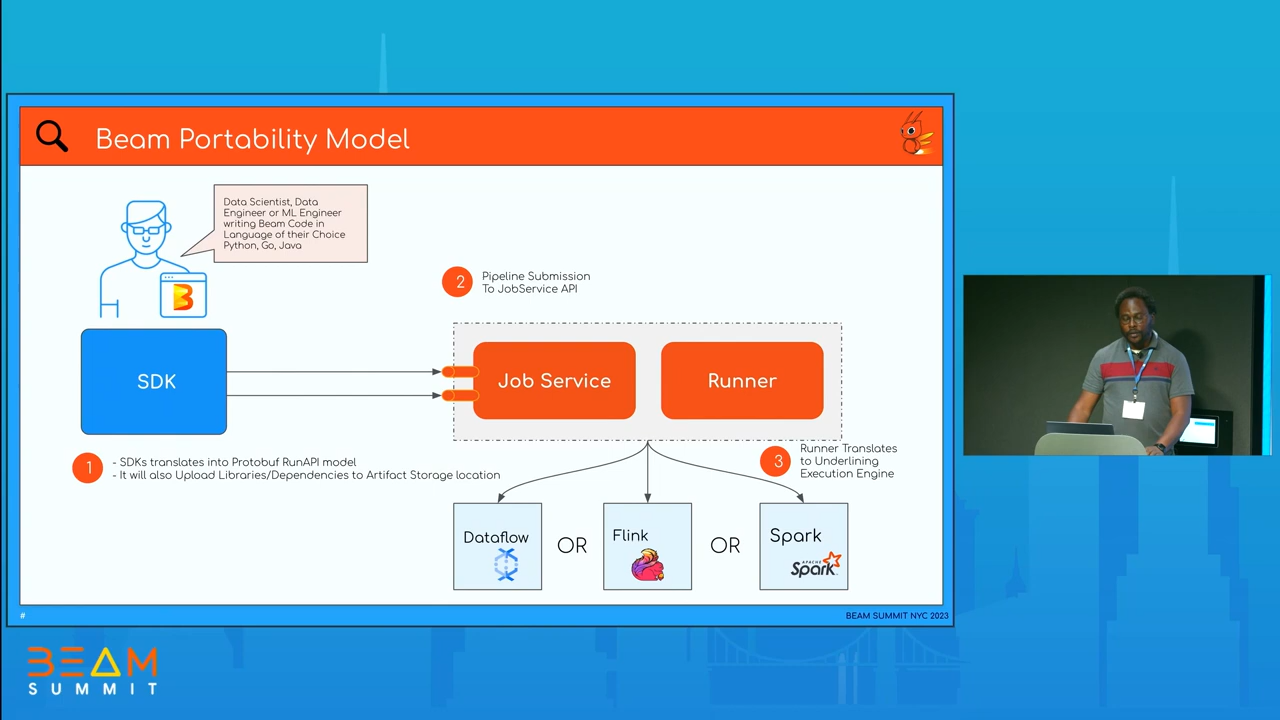 Beam Portability Model
Data Scientist, Data
Engineer or ML Engineer
writing Beam Code in
Language of their Choice
Python, Go, Java
2
Pipeline Submission
To JobService API
SDK
Job Service
Runner
1
- SDKs translates into Protobuf RunAPI model
- It will also Upload Libraries/Dependencies to Artifact Storage location
3
Runner Translates
to Underlining
Execution Engine
Dataflow
OR
Flink
OR
Spark
APACHE
Spark
#
BEAM SUMMIT NYC 2023
BEAM
SUMMIT